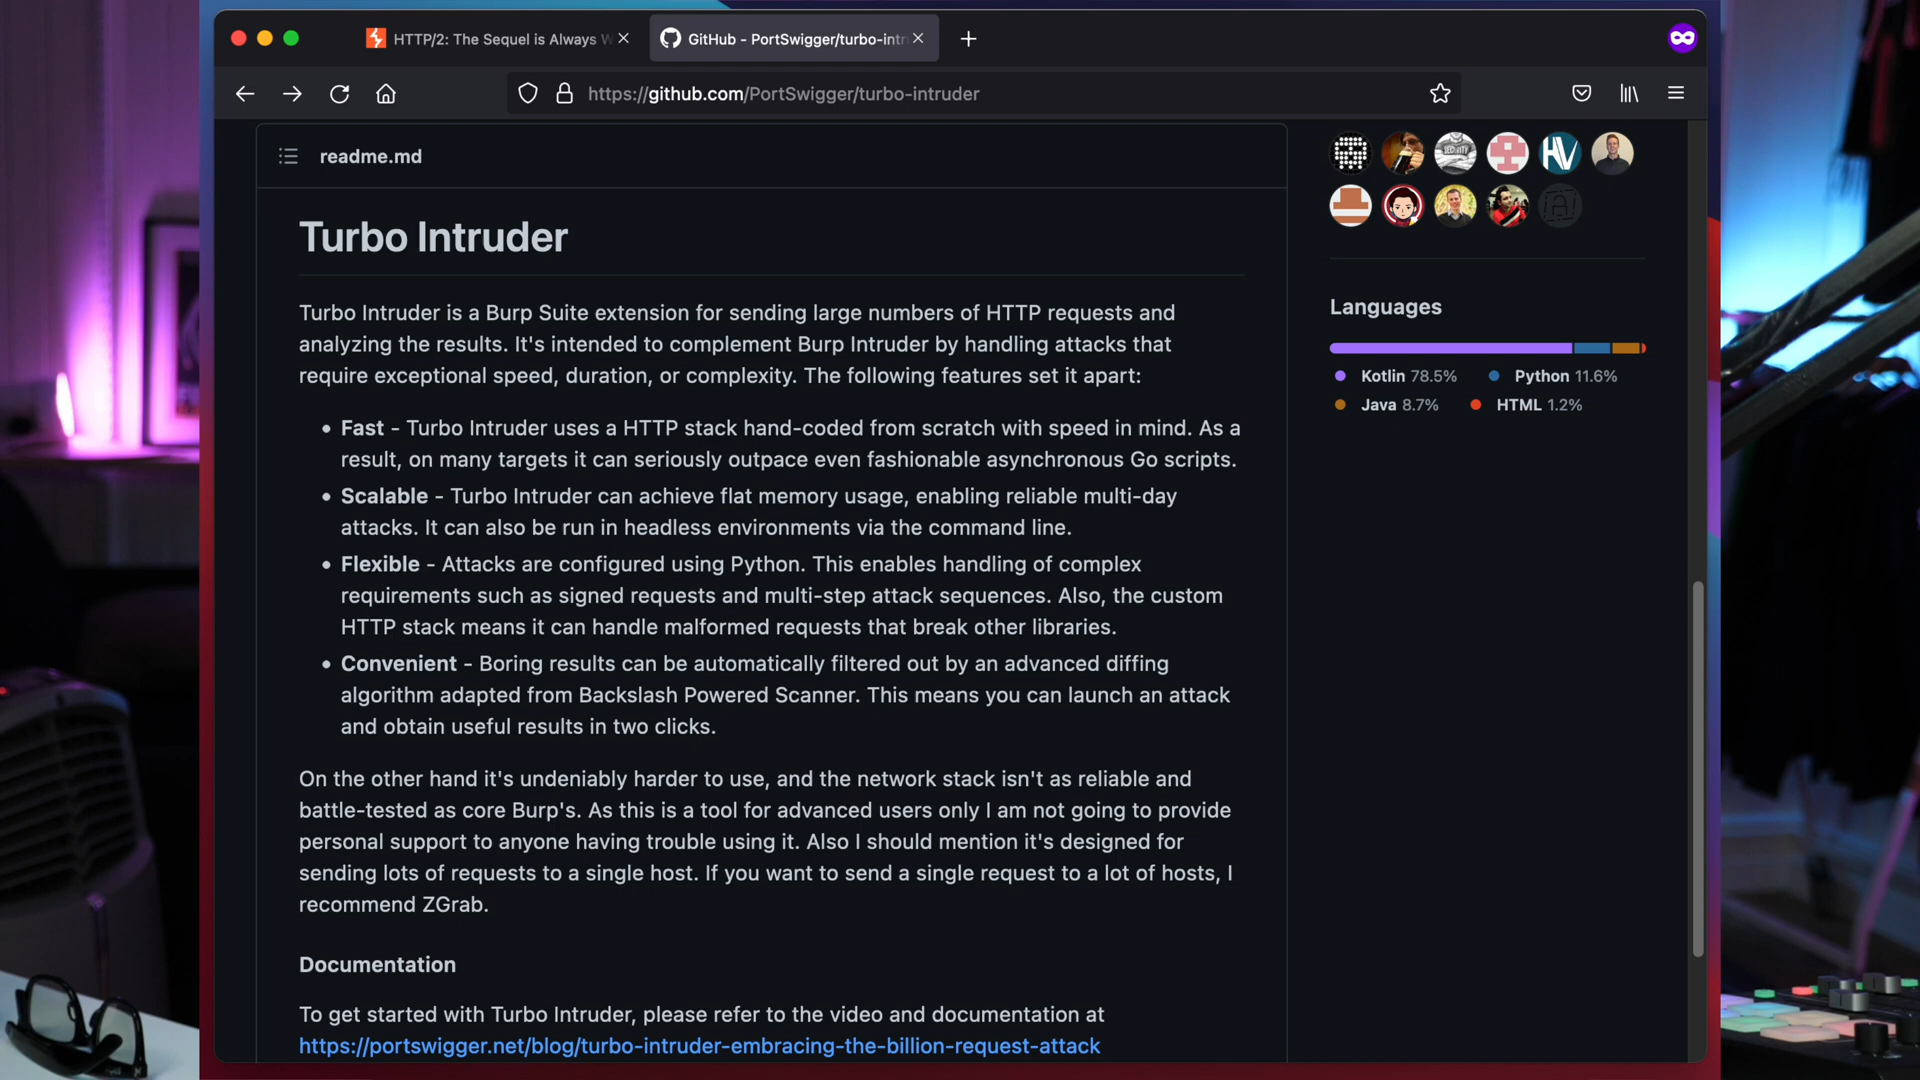 HTTP/2: The Sequel is Always W
GitHub - PortSwigger/turbo-intr
https://github.com/PortSwigger/turbo-intruder
readme.md
SECURITY
HV
Turbo Intruder
Turbo Intruder is a Burp Suite extension for sending large numbers of HTTP requests and
analyzing the results. It's intended to complement Burp Intruder by handling attacks that
require exceptional speed, duration, or complexity. The following features set it apart:
• Fast - Turbo Intruder uses a HTTP stack hand-coded from scratch with speed in mind. As a
result, on many targets it can seriously outpace even fashionable asynchronous Go scripts.
• Scalable - Turbo Intruder can achieve flat memory usage, enabling reliable multi-day
attacks. It can also be run in headless environments via the command line.
• Flexible - Attacks are configured using Python. This enables handling of complex
requirements such as signed requests and multi-step attack sequences. Also, the custom
HTTP stack means it can handle malformed requests that break other libraries.
• Convenient - Boring results can be automatically filtered out by an advanced diffing
algorithm adapted from Backslash Powered Scanner. This means you can launch an attack
and obtain useful results in two clicks.
On the other hand it's undeniably harder to use, and the network stack isn't as reliable and
battle-tested as core Burp's. As this is a tool for advanced users only I am not going to provide
personal support to anyone having trouble using it. Also I should mention it's designed for
sending lots of requests to a single host. If you want to send a single request to a lot of hosts, I
recommend ZGrab.
Documentation
To get started with Turbo Intruder, please refer to the video and documentation at
https://portswigger.net/blog/turbo-intruder-embracing-the-billion-request-attack
Languages
Kotlin 78.5%
Python 11.6%
Java 8.7%
HTML 1.2%